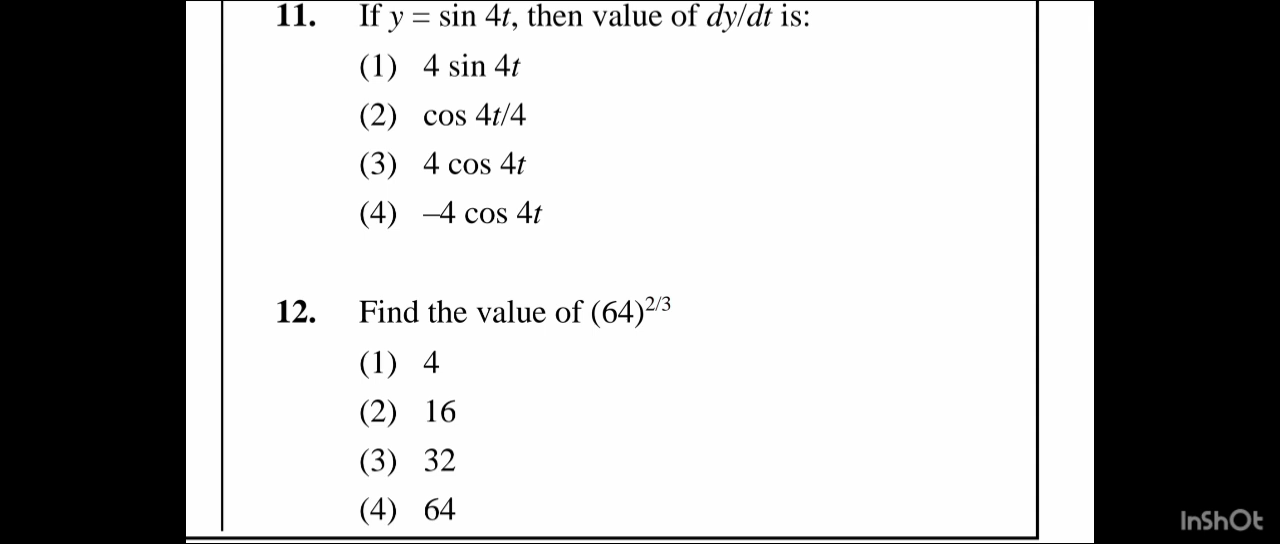 11. If y = sin 4t, then value of dy/dt is:
(1) 4 sin 4t
(2) cos 4t/4
(3) 4 cos 4t
(4) –4 cos 4t
12. Find the value of (64)^2/3
(1) 4
(2) 16
(3) 32
(4) 64
InShOt